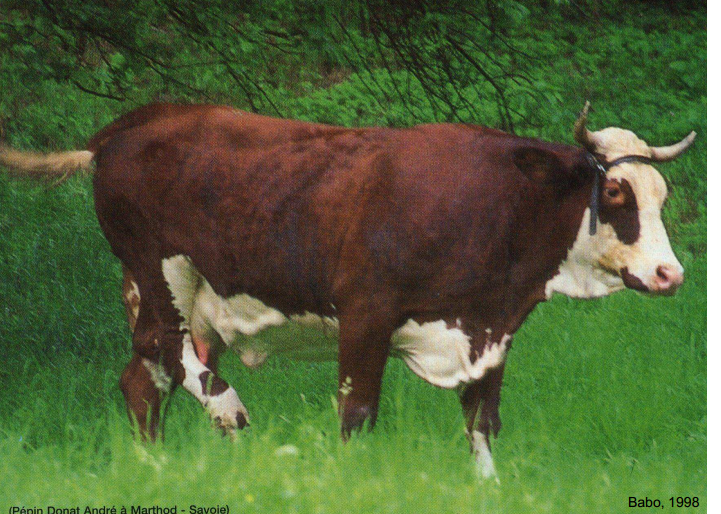 (Pépin Donat André à Marthod - Savoie)
Babo, 1998